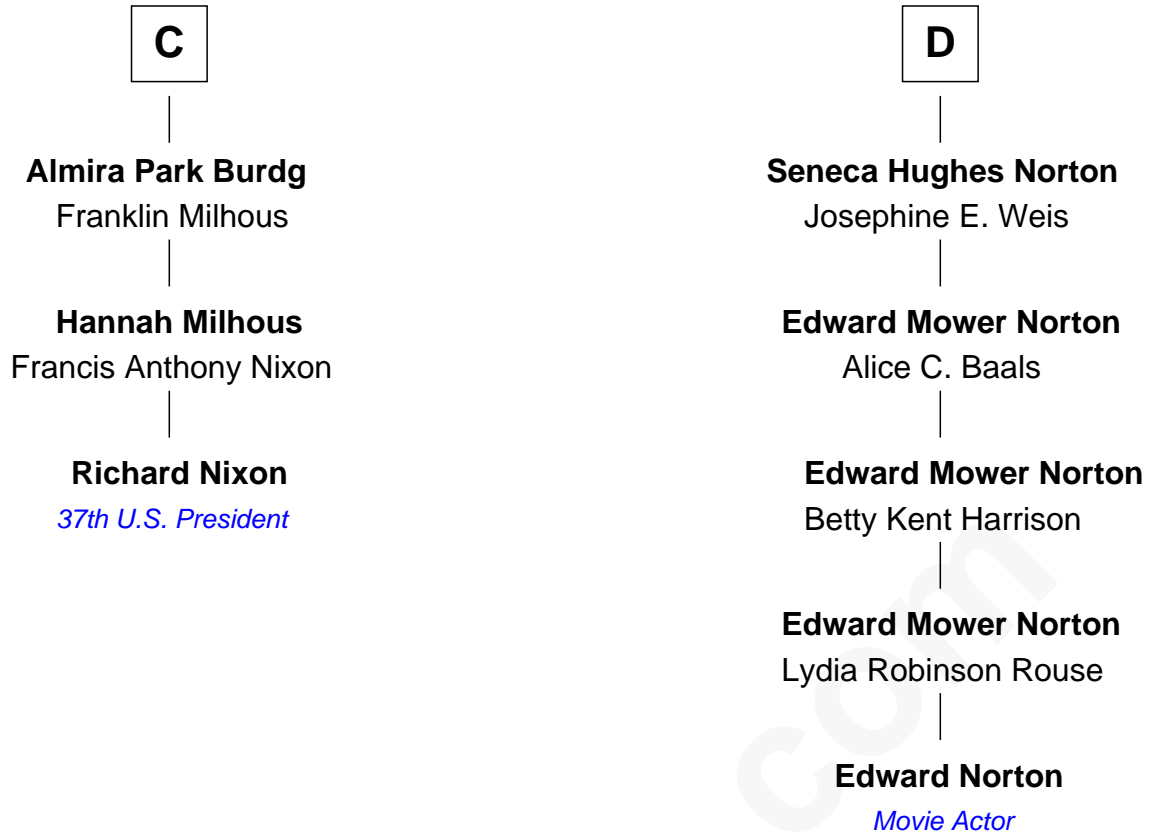 C
Almira Park Burdg
Franklin Milhous
Hannah Milhous
Francis Anthony Nixon
Richard Nixon
37th U.S. President
D
Seneca Hughes Norton
Josephine E. Weis
Edward Mower Norton
Alice C. Baals
Edward Mower Norton
Betty Kent Harrison
Edward Mower Norton
Lydia Robinson Rouse
Edward Norton
Movie Actor
com